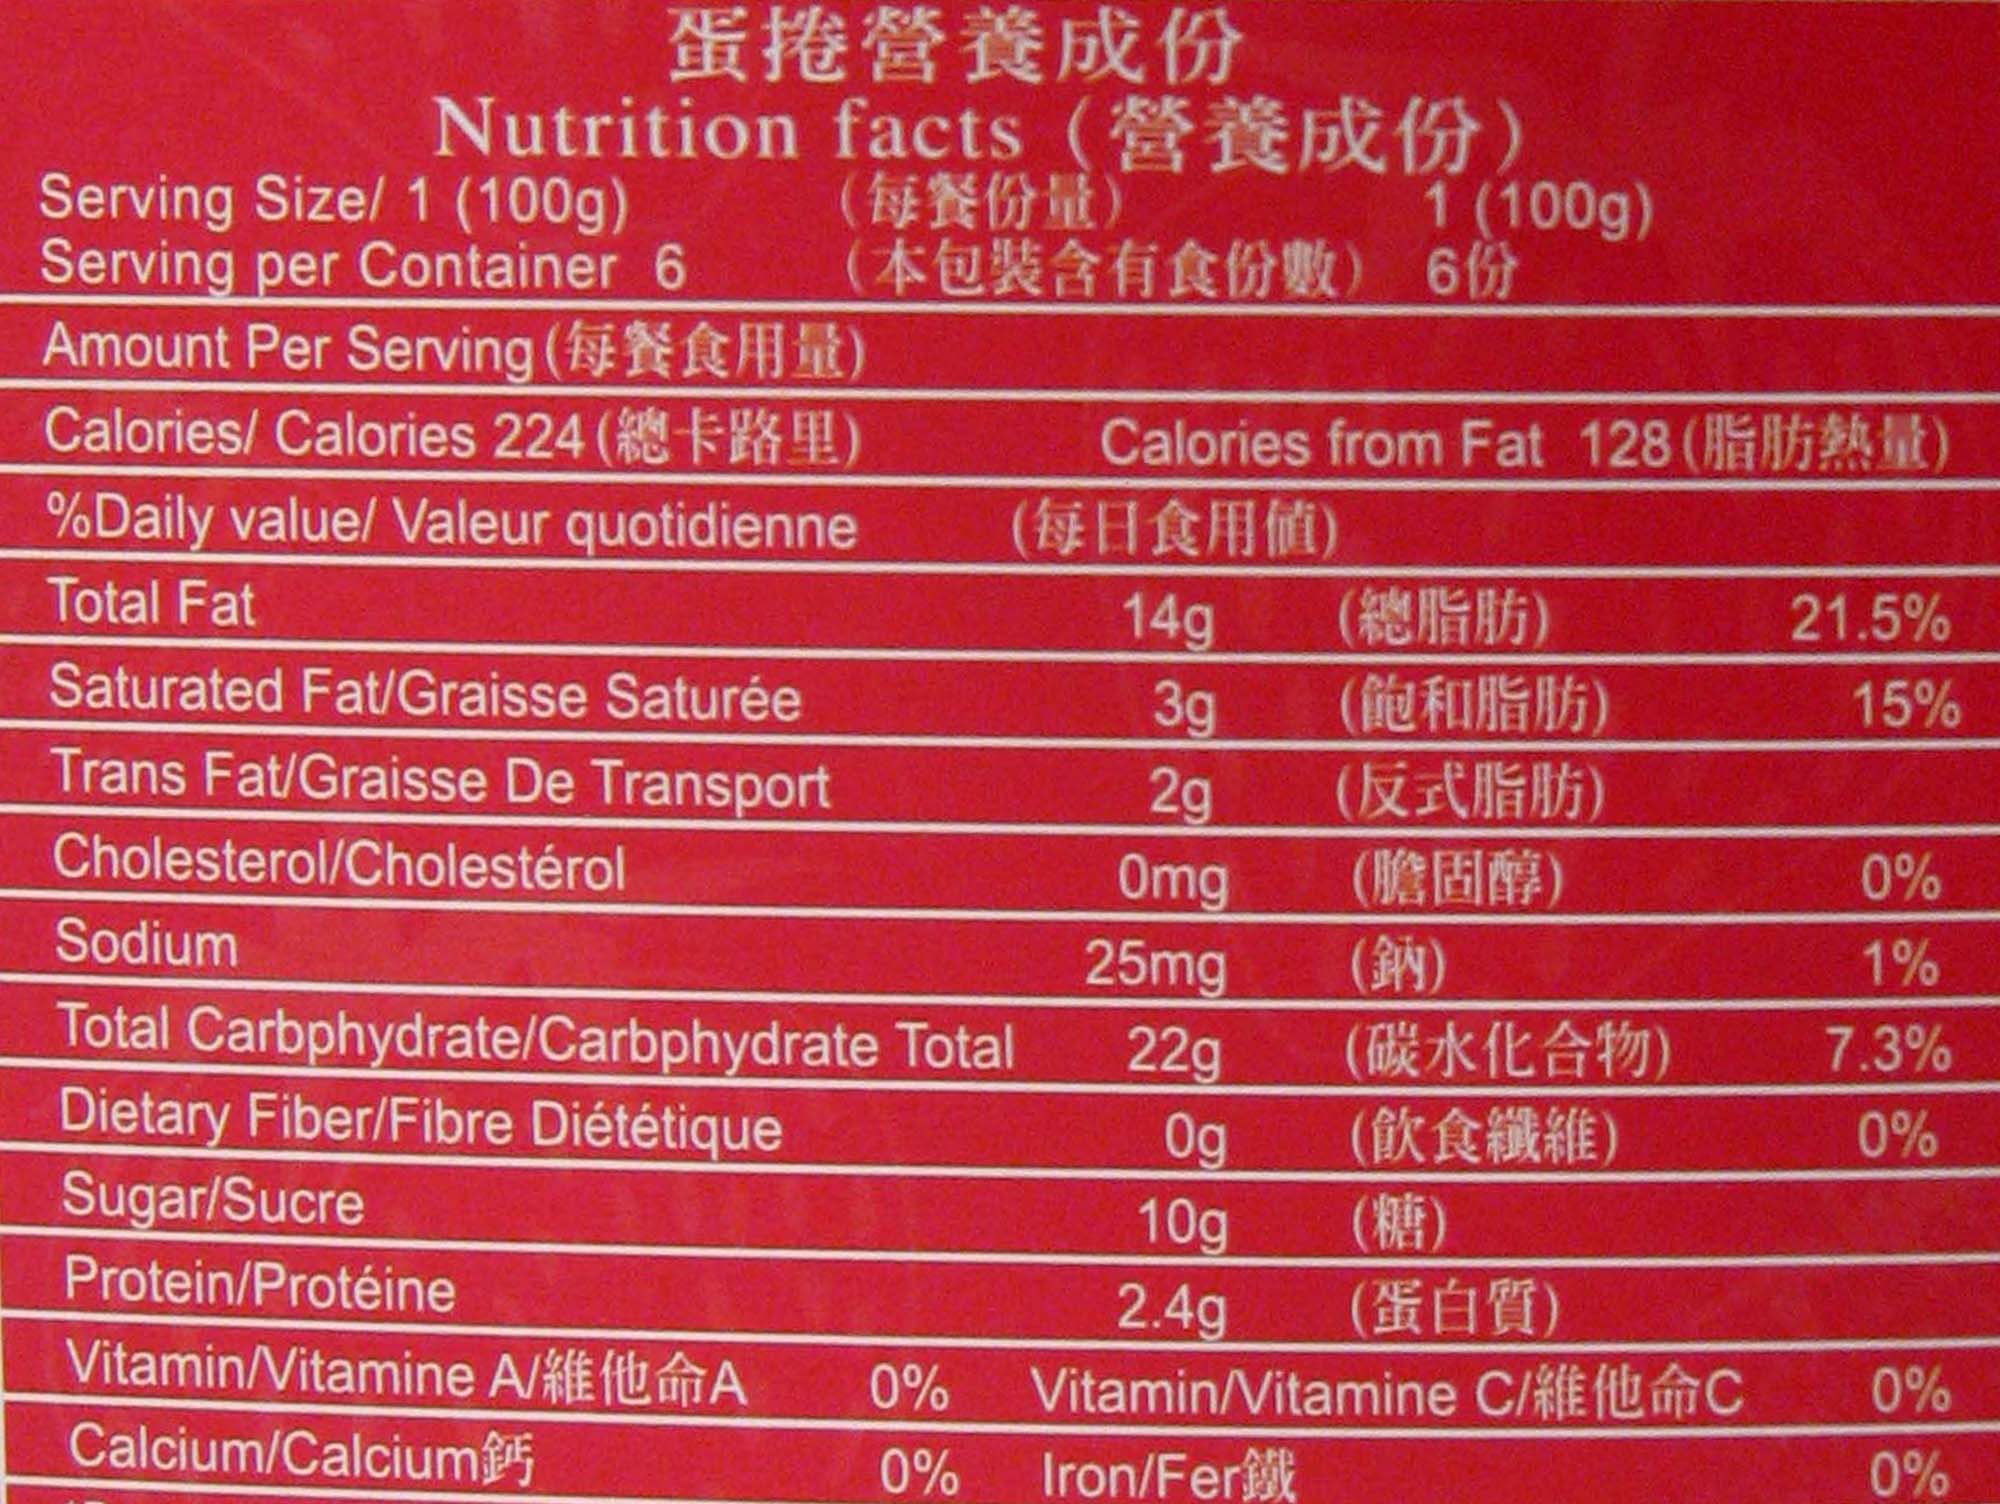 蛋捲營養成份
Nutrition facts (營養成份)
Serving Size/ 1 (100g) (每餐份量) 1 (100g)
Serving per Container 6 (本包裝含有食份數) 6份
Amount Per Serving (每餐食用量)
Calories/ Calories 224 (總卡路里) Calories from Fat 128 (脂肪熱量)
%Daily value/ Valeur quotidienne (每日食用値)
Total Fat 14g (總脂肪) 21.5%
Saturated Fat/Graisse Saturée 3g (飽和脂肪) 15%
Trans Fat/Graisse De Transport 2g (反式脂肪)
Cholesterol/Cholestérol 0mg (膽固醇) 0%
Sodium 25mg (鈉) 1%
Total Carbphydrate/Carbphydrate Total 22g (碳水化合物) 7.3%
Dietary Fiber/Fibre Diététique 0g (飲食纖維) 0%
Sugar/Sucre 10g (糖)
Protein/Protéine 2.4g (蛋白質)
Vitamin/Vitamine A/維他命A 0% Vitamin/Vitamine C/維他命C 0%
Calcium/Calcium鈣 0% Iron/Fer鐵 0%